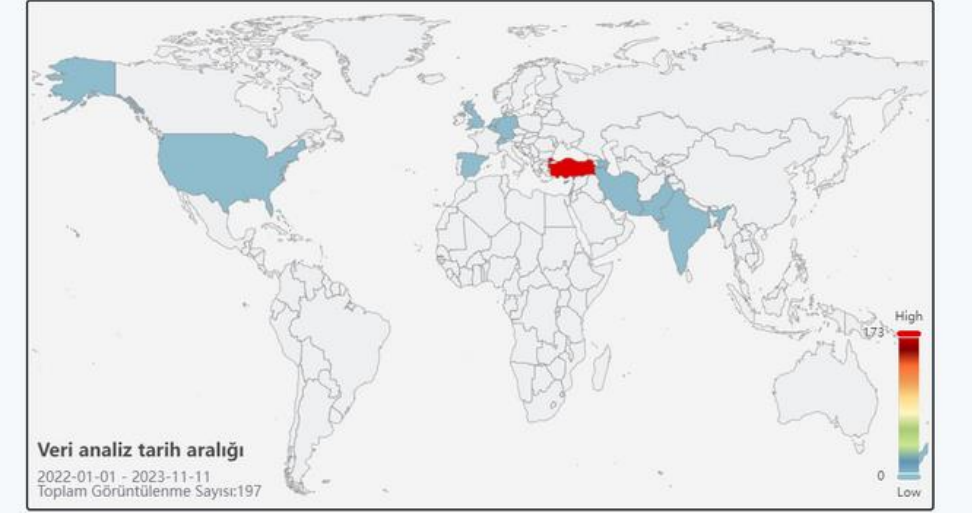 High
173
0
Low
Veri analiz tarih aralığı
2022-01-01 - 2023-11-11
Toplam Görüntülenme Sayısı:197